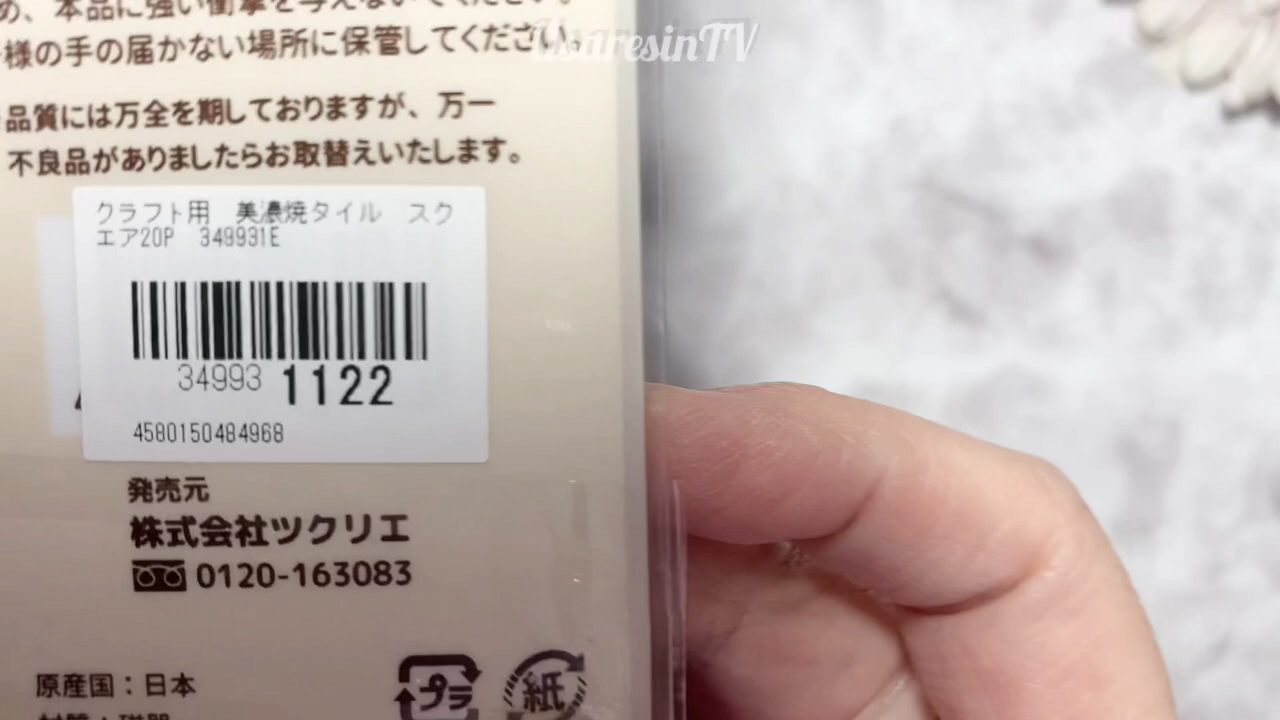 め、本品に強い衝撃を与えないでください。
様の手の届かない場所に保管してください。
UsaresinTV
品質には万全を期しておりますが、万一
不良品がありましたらお取替えいたします。
クラフト用 美濃焼タイル スク
エア20P 349931E
34993 1122
4580150484968
発売元
株式会社ツクリエ
0120-163083
原産国：日本
プラ
紙
材質：磁器